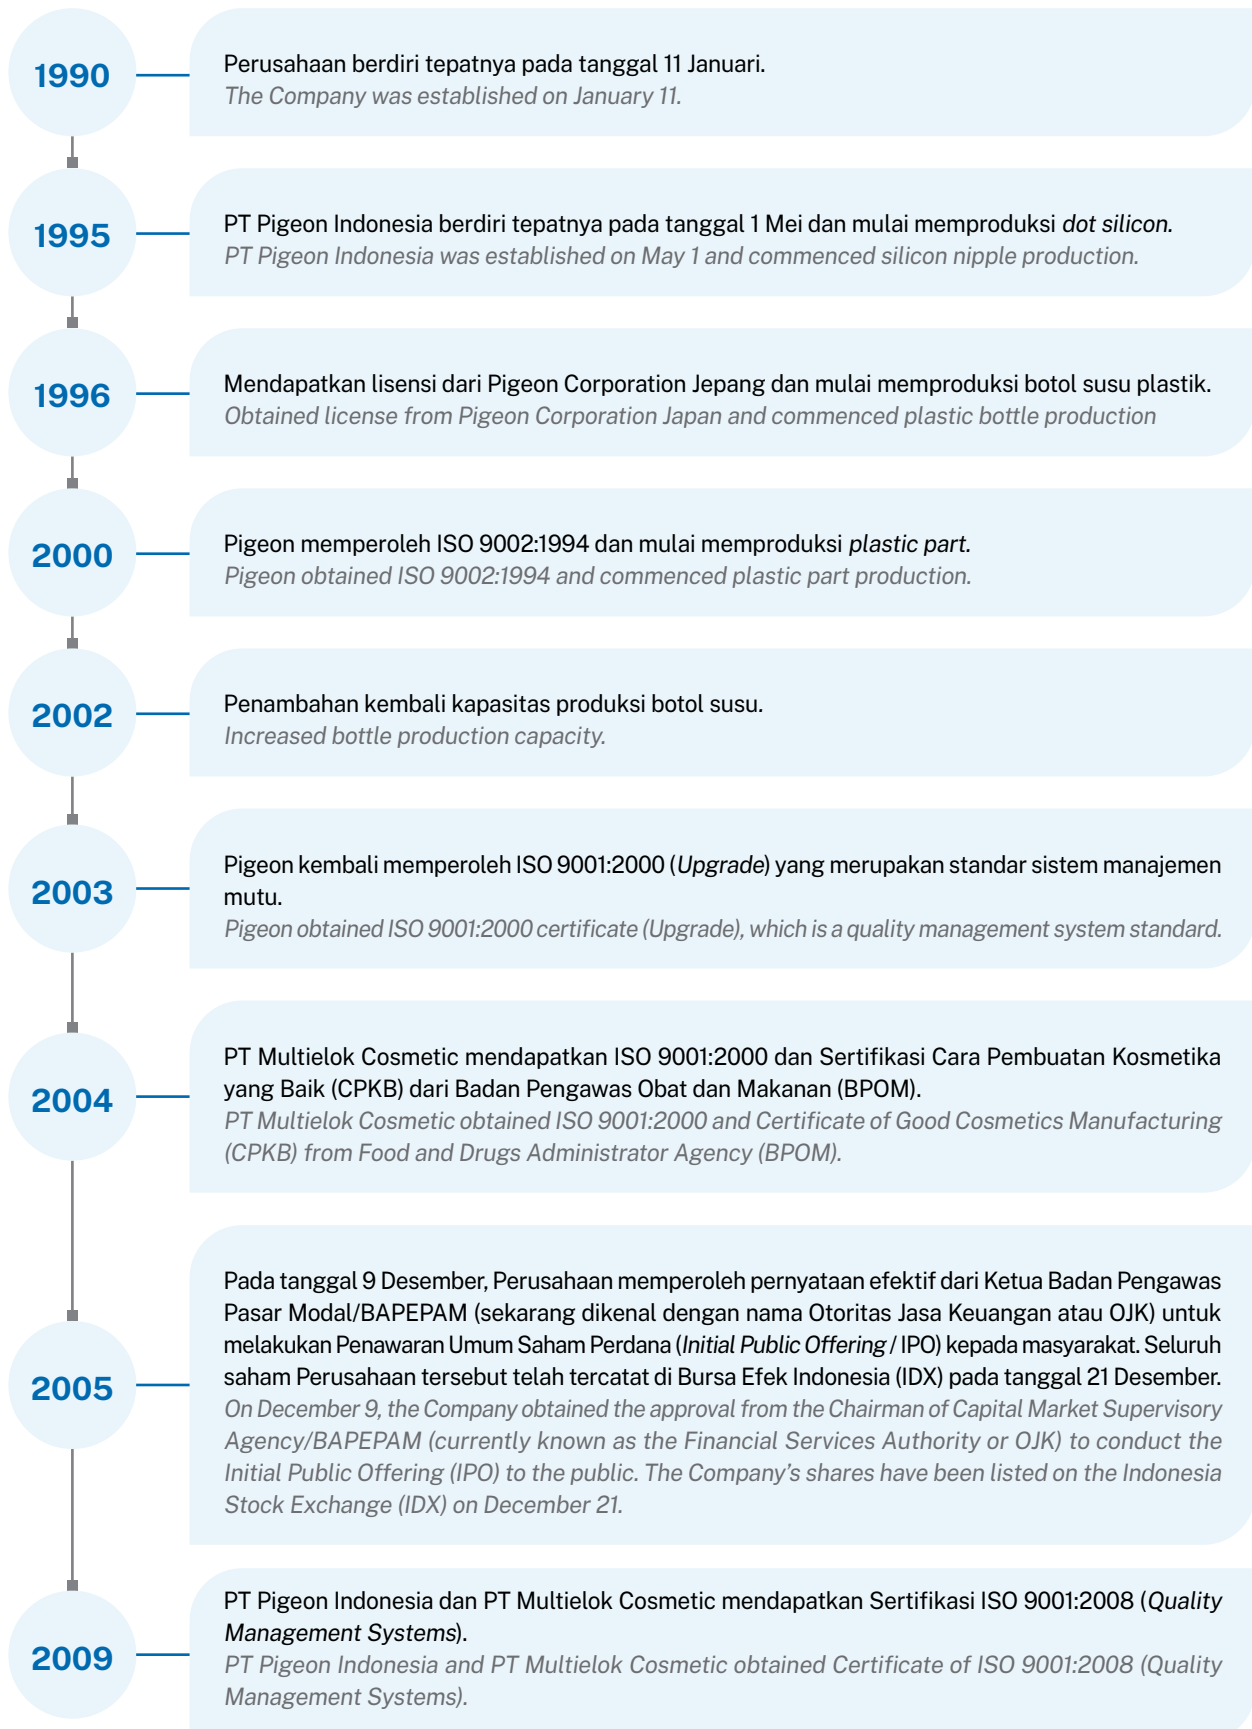 1990
Perusahaan berdiri tepatnya pada tanggal 11 Januari.
The Company was established on January 11.
1995
PT Pigeon Indonesia berdiri tepatnya pada tanggal 1 Mei dan mulai memproduksi dot silicon.
PT Pigeon Indonesia was established on May 1 and commenced silicon nipple production.
1996
Mendapatkan lisensi dari Pigeon Corporation Jepang dan mulai memproduksi botol susu plastik.
Obtained license from Pigeon Corporation Japan and commenced plastic bottle production
2000
Pigeon memperoleh ISO 9002:1994 dan mulai memproduksi plastic part.
Pigeon obtained ISO 9002:1994 and commenced plastic part production.
2002
Penambahan kembali kapasitas produksi botol susu.
Increased bottle production capacity.
2003
Pigeon kembali memperoleh ISO 9001:2000 (Upgrade) yang merupakan standar sistem manajemen
mutu.
Pigeon obtained ISO 9001:2000 certificate (Upgrade), which is a quality management system standard.
2004
PT Multielok Cosmetic mendapatkan ISO 9001:2000 dan Sertifikasi Cara Pembuatan Kosmetika
yang Baik (CPKB) dari Badan Pengawas Obat dan Makanan (BPOM).
PT Multielok Cosmetic obtained ISO 9001:2000 and Certificate of Good Cosmetics Manufacturing
(CPKB) from Food and Drugs Administrator Agency (BPOM).
2005
Pada tanggal 9 Desember, Perusahaan memperoleh pernyataan efektif dari Ketua Badan Pengawas
Pasar Modal/BAPEPAM (sekarang dikenal dengan nama Otoritas Jasa Keuangan atau OJK) untuk
melakukan Penawaran Umum Saham Perdana (Initial Public Offering / IPO) kepada masyarakat. Seluruh
saham Perusahaan tersebut telah tercatat di Bursa Efek Indonesia (IDX) pada tanggal 21 Desember.
On December 9, the Company obtained the approval from the Chairman of Capital Market Supervisory
Agency/BAPEPAM (currently known as the Financial Services Authority or OJK) to conduct the
Initial Public Offering (IPO) to the public. The Company's shares have been listed on the Indonesia
Stock Exchange (IDX) on December 21.
2009
PT Pigeon Indonesia dan PT Multielok Cosmetic mendapatkan Sertifikasi ISO 9001:2008 (Quality
Management Systems).
PT Pigeon Indonesia and PT Multielok Cosmetic obtained Certificate of ISO 9001:2008 (Quality
Management Systems).